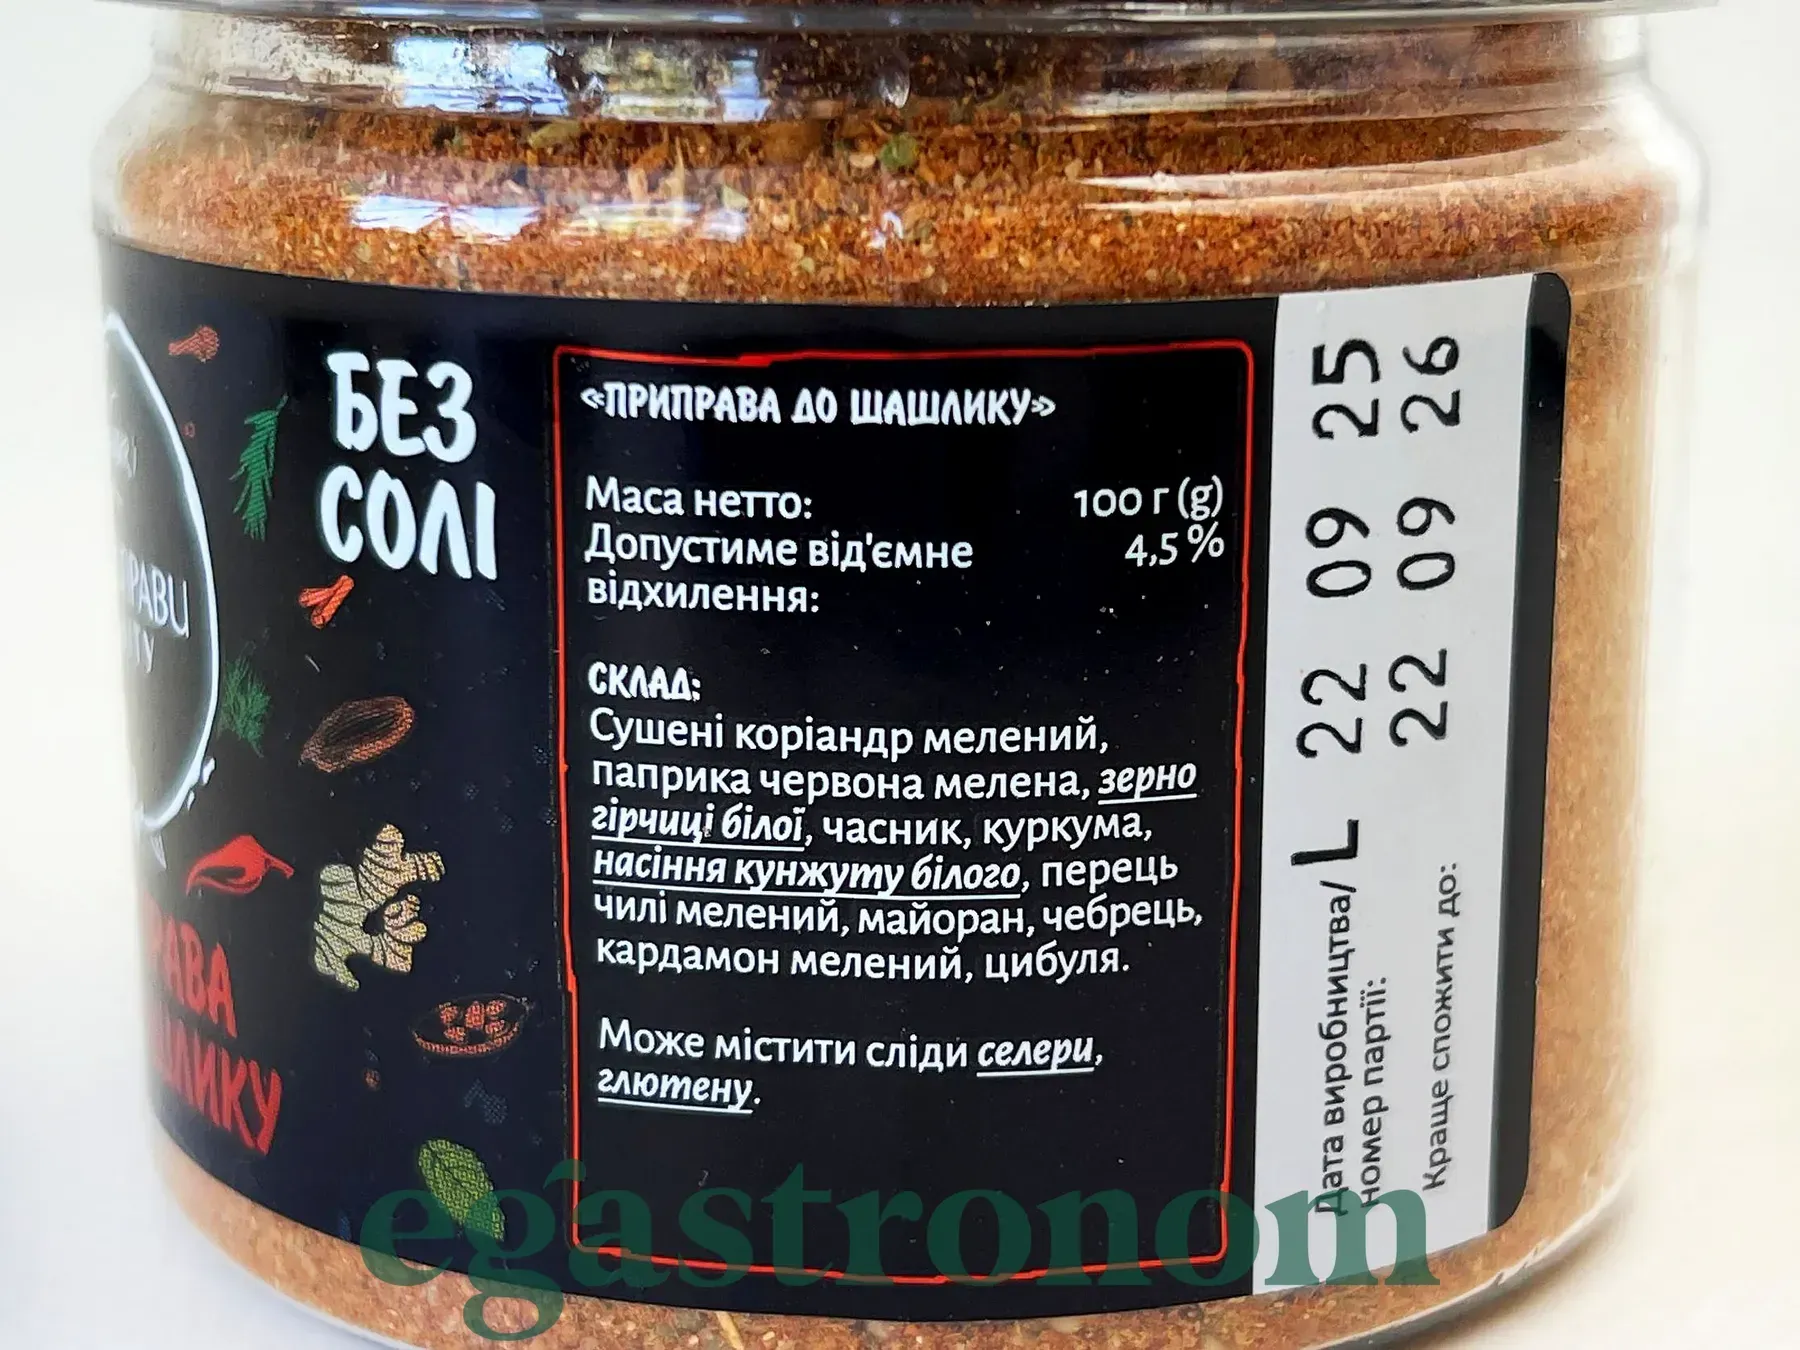 БЕЗ
СОЛІ
«ПРИПРАВА ДО ШАШЛИКУ»
Маса нетто: 100 г (g)
Допустиме від'ємне 4,5 %
відхилення:
СКЛАД:
Сушені коріандр мелений,
паприка червона мелена, зерно
гірчиці білої, часник, куркума,
насіння кунжуту білого, перець
чилі мелений, майоран, чебрець,
кардамон мелений, цибуля.
Може містити сліди селери,
глютену.
Дата виробництва/ L 22 09 25
номер партії:
Краще спожити до: 22 09 26
egastronom